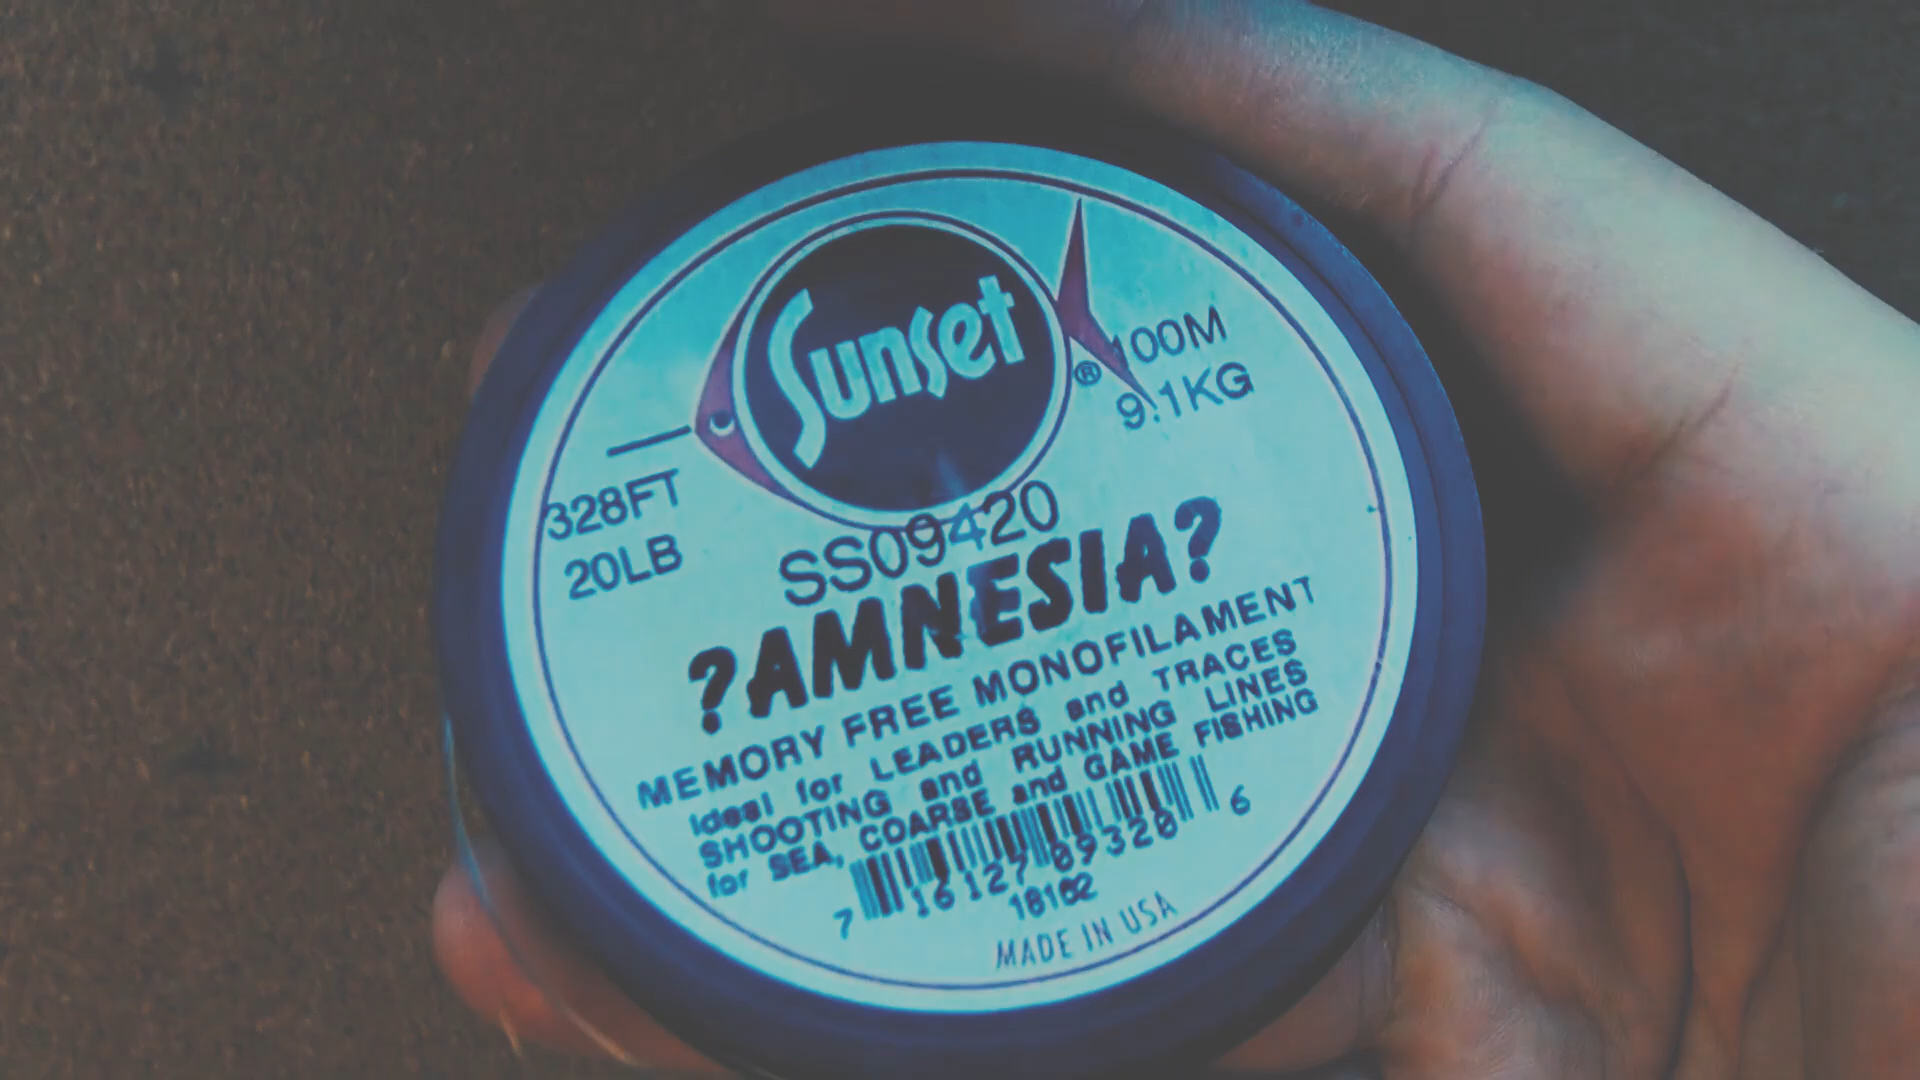 Sunset
®
100M
9.1KG
328FT
20LB
SS09420
?AMNESIA?
MEMORY FREE MONOFILAMENT
Ideal for LEADERS and TRACES
SHOOTING and RUNNING LINES
for SEA, COARSE and GAME FISHING
7 16127 09320 6
18162
MADE IN USA